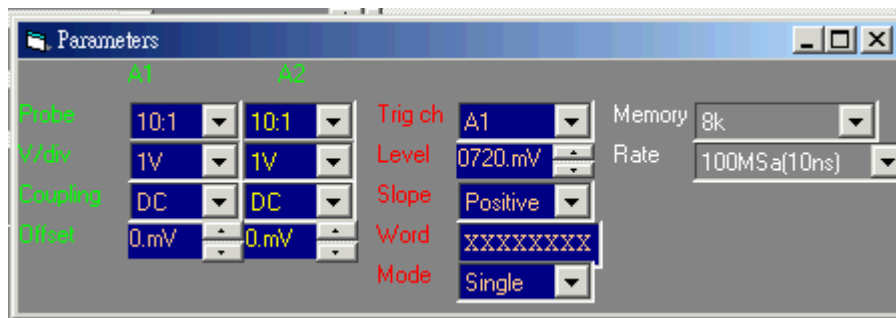 Parameters
A1 A2
Probe 10:1 10:1 Trig ch A1 Memory 8k
V/div 1V 1V Level 0720.mV Rate 100MSa(10ns)
Coupling DC DC Slope Positive
Offset 0.mV 0.mV Word XXXXXXXX
Mode Single